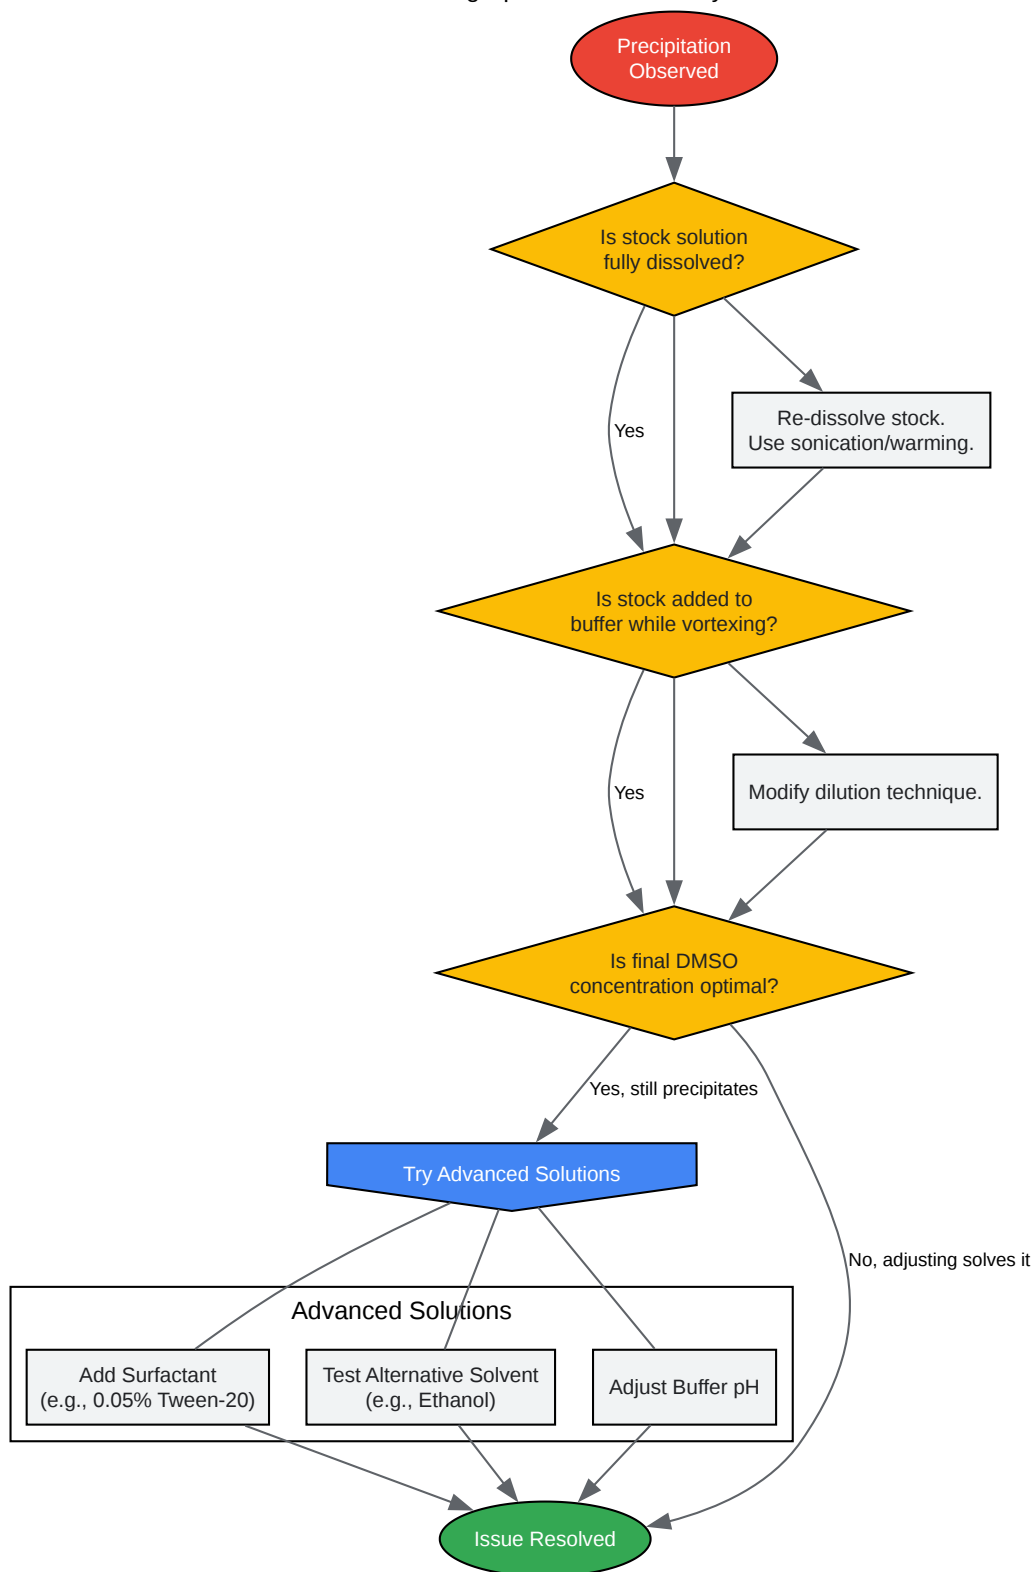 Precipitation
Observed
Is stock solution
fully dissolved?
Yes
Re-dissolve stock.
Use sonication/warming.
Is stock added to
buffer while vortexing?
Yes
Modify dilution technique.
Is final DMSO
concentration optimal?
Yes, still precipitates
Try Advanced Solutions
No, adjusting solves it
Advanced Solutions
Add Surfactant
(e.g., 0.05% Tween-20)
Test Alternative Solvent
(e.g., Ethanol)
Adjust Buffer pH
Issue Resolved